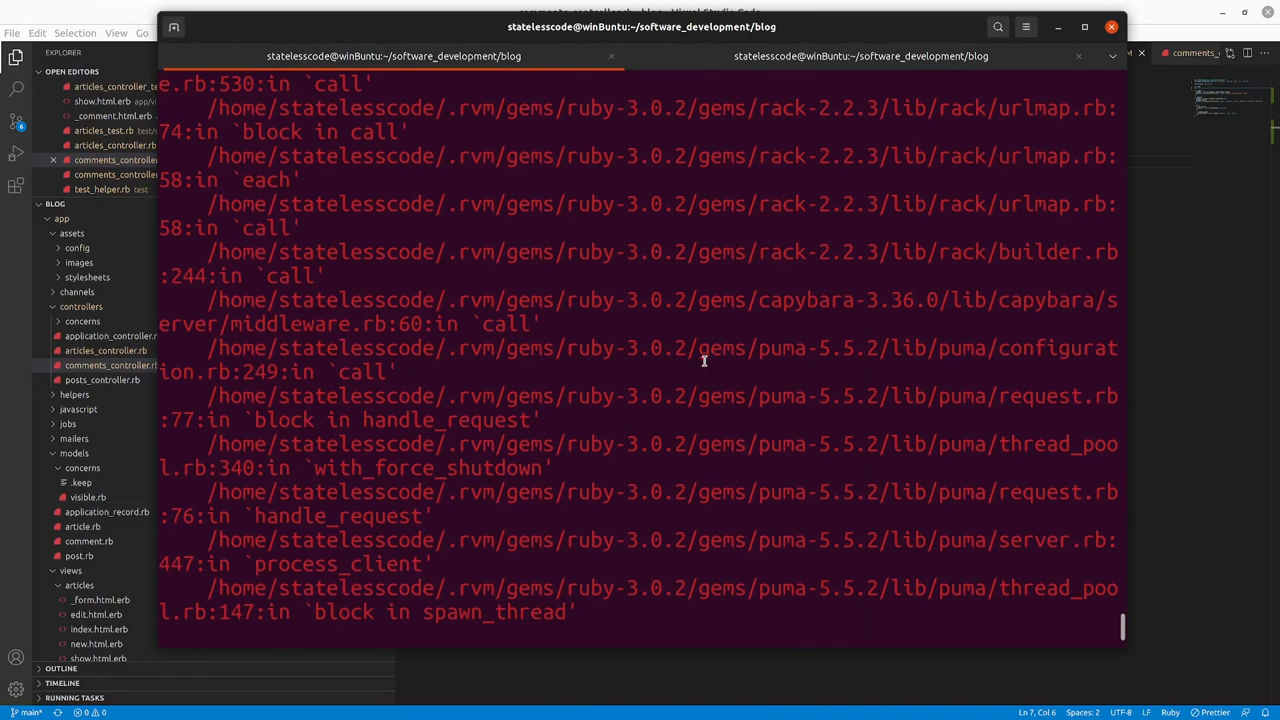 statelesscode@winBuntu:~/software_development/blog
File Edit Selection View Go
EXPLORER
OPEN EDITORS
articles_controller_te
show.html.erb app/vi
_comment.html.erb
articles_test.rb test/s
articles_controller.rb
comments_controlle
comments_controlle
test_helper.rb test
BLOG
app
assets
config
images
stylesheets
channels
controllers
concerns
application_controller.r
articles_controller.rb
comments_controller.rb
posts_controller.rb
helpers
javascript
jobs
mailers
models
concerns
.keep
visible.rb
application_record.rb
article.rb
comment.rb
post.rb
views
articles
_form.html.erb
edit.html.erb
index.html.erb
new.html.erb
show.html.erb
OUTLINE
TIMELINE
RUNNING TASKS
statelesscode@winBuntu:~/software_development/blog
statelesscode@winBuntu:~/software_development/blog
comments_
e.rb:530:in `call'
/home/statelesscode/.rvm/gems/ruby-3.0.2/gems/rack-2.2.3/lib/rack/urlmap.rb:
74:in `block in call'
/home/statelesscode/.rvm/gems/ruby-3.0.2/gems/rack-2.2.3/lib/rack/urlmap.rb:
58:in `each'
/home/statelesscode/.rvm/gems/ruby-3.0.2/gems/rack-2.2.3/lib/rack/urlmap.rb:
58:in `call'
/home/statelesscode/.rvm/gems/ruby-3.0.2/gems/rack-2.2.3/lib/rack/builder.rb
:244:in `call'
/home/statelesscode/.rvm/gems/ruby-3.0.2/gems/capybara-3.36.0/lib/capybara/s
erver/middleware.rb:60:in `call'
/home/statelesscode/.rvm/gems/ruby-3.0.2/gems/puma-5.5.2/lib/puma/configurat
ion.rb:249:in `call'
/home/statelesscode/.rvm/gems/ruby-3.0.2/gems/puma-5.5.2/lib/puma/request.rb
:77:in `block in handle_request'
/home/statelesscode/.rvm/gems/ruby-3.0.2/gems/puma-5.5.2/lib/puma/thread_poo
l.rb:340:in `with_force_shutdown'
/home/statelesscode/.rvm/gems/ruby-3.0.2/gems/puma-5.5.2/lib/puma/request.rb
:76:in `handle_request'
/home/statelesscode/.rvm/gems/ruby-3.0.2/gems/puma-5.5.2/lib/puma/server.rb:
447:in `process_client'
/home/statelesscode/.rvm/gems/ruby-3.0.2/gems/puma-5.5.2/lib/puma/thread_poo
l.rb:147:in `block in spawn_thread'
main* 0 0 Ln 7, Col 6 Spaces: 2 UTF-8 LF Ruby Prettier